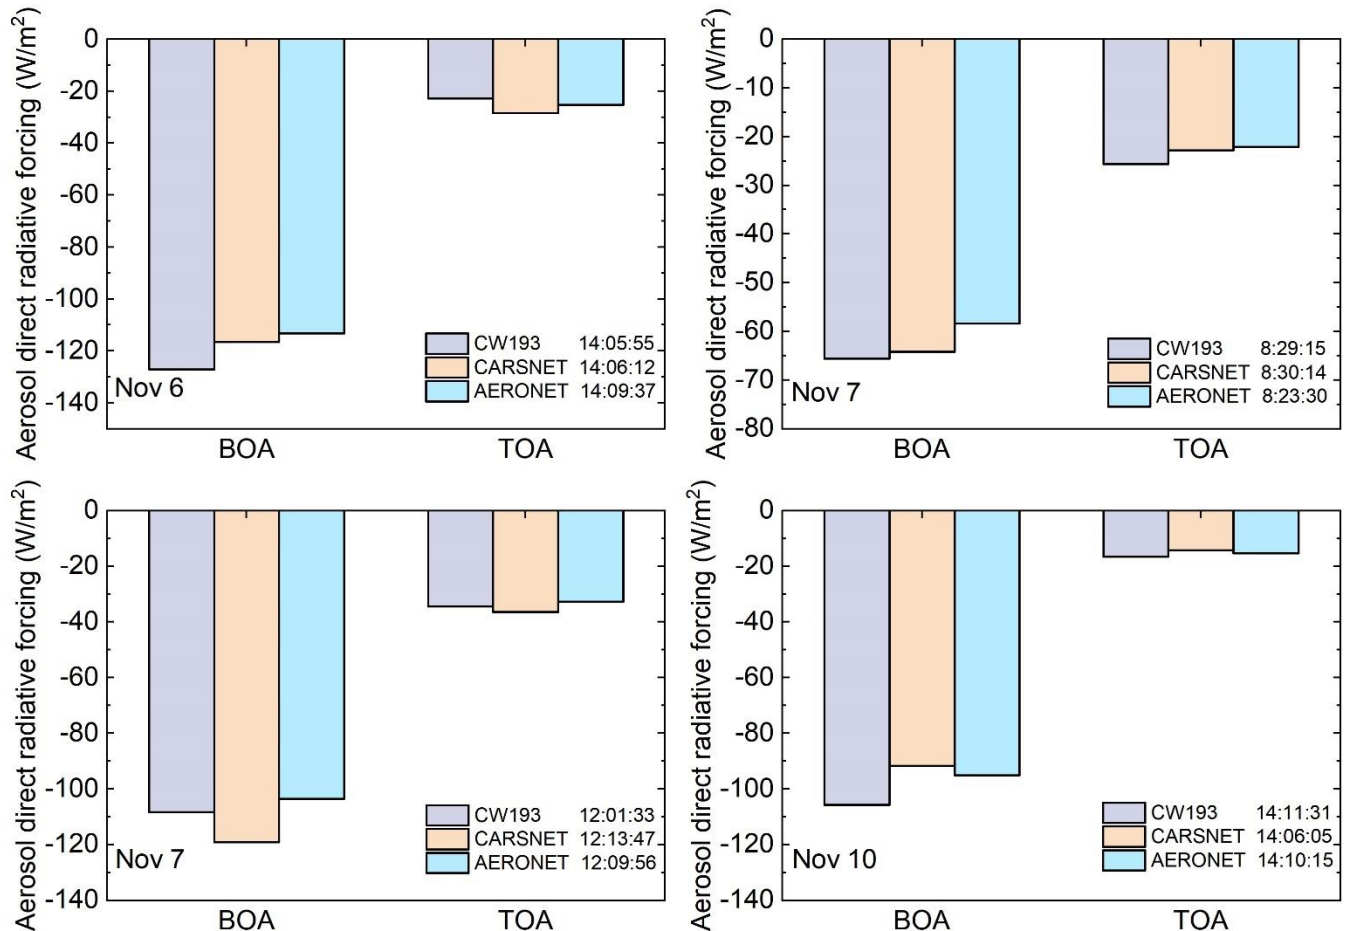 Aerosol direct radiative forcing (W/m²)
0
-20
-40
-60
-80
-100
-120
-140
Nov 6
CW193 14:05:55
CARSNET 14:06:12
AERONET 14:09:37
BOA TOA
Aerosol direct radiative forcing (W/m²)
0
-10
-20
-30
-40
-50
-60
-70
-80
Nov 7
CW193 8:29:15
CARSNET 8:30:14
AERONET 8:23:30
BOA TOA
Aerosol direct radiative forcing (W/m²)
0
-20
-40
-60
-80
-100
-120
-140
Nov 7
CW193 12:01:33
CARSNET 12:13:47
AERONET 12:09:56
BOA TOA
Aerosol direct radiative forcing (W/m²)
0
-20
-40
-60
-80
-100
-120
-140
Nov 10
CW193 14:11:31
CARSNET 14:06:05
AERONET 14:10:15
BOA TOA